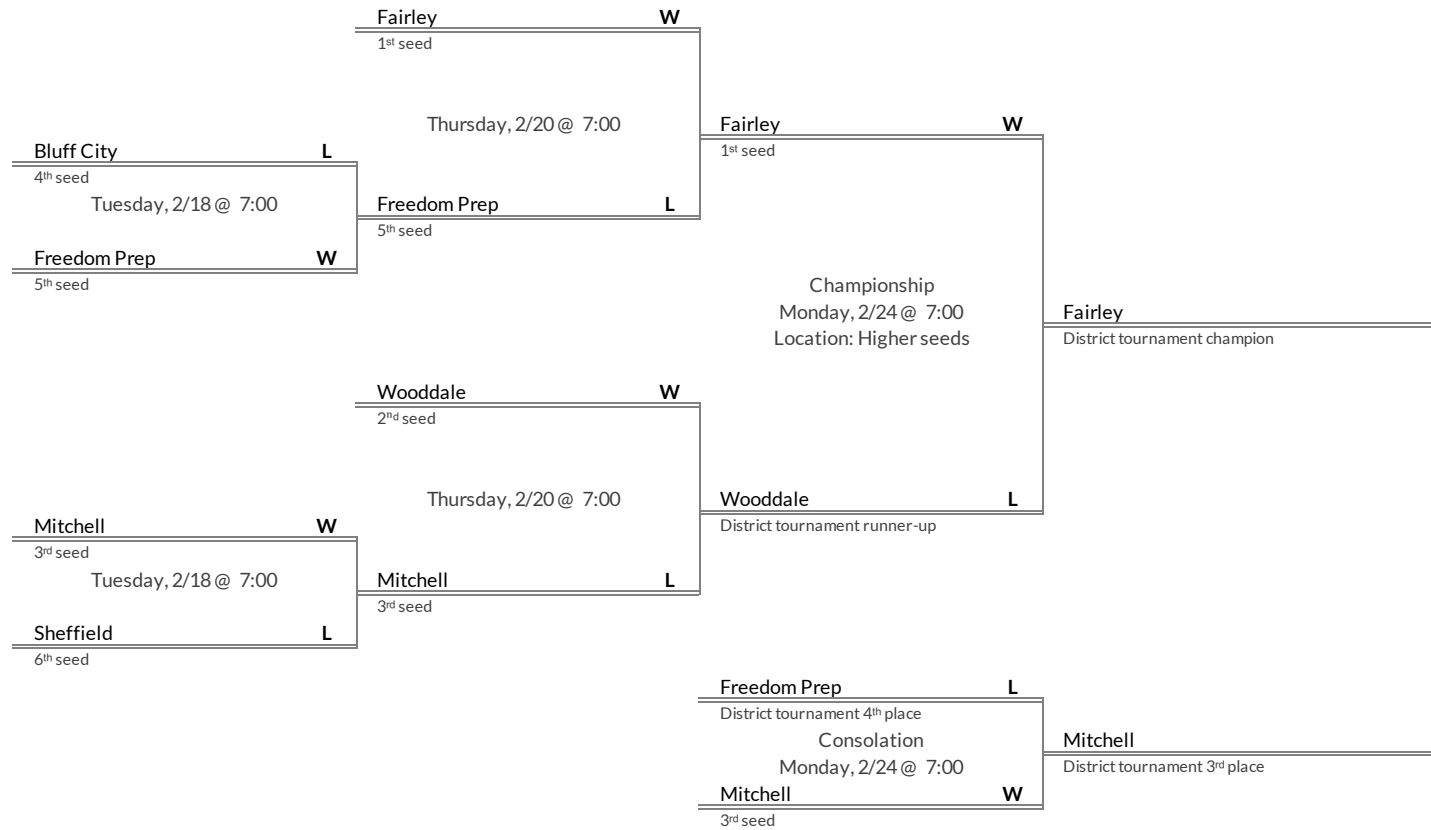 Fairley W
1st seed
Thursday, 2/20 @ 7:00
Fairley W
1st seed
Bluff City L
4th seed
Tuesday, 2/18 @ 7:00
Freedom Prep L
5th seed
Freedom Prep W
5th seed
Championship
Monday, 2/24 @ 7:00
Location: Higher seeds
Fairley
District tournament champion
Wooddale W
2nd seed
Thursday, 2/20 @ 7:00
Wooddale L
District tournament runner-up
Mitchell W
3rd seed
Tuesday, 2/18 @ 7:00
Mitchell L
3rd seed
Sheffield L
6th seed
Freedom Prep L
District tournament 4th place
Consolation
Monday, 2/24 @ 7:00
Mitchell
District tournament 3rd place
Mitchell W
3rd seed